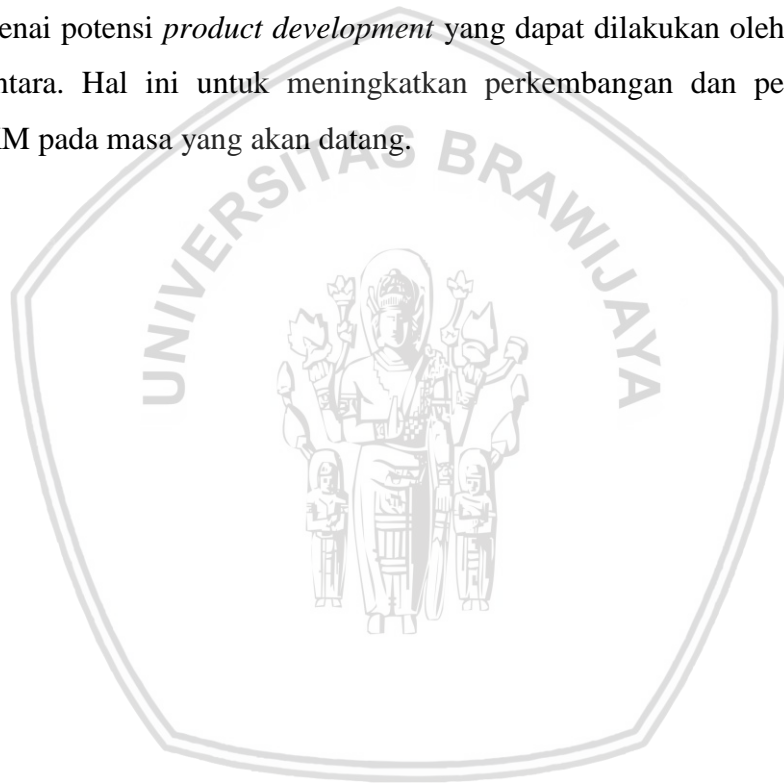 enai potensi product development yang dapat dilakukan oleh
ntara. Hal ini untuk meningkatkan perkembangan dan pe
M pada masa yang akan datang.
UNIVERSITAS BRAWIJAYA